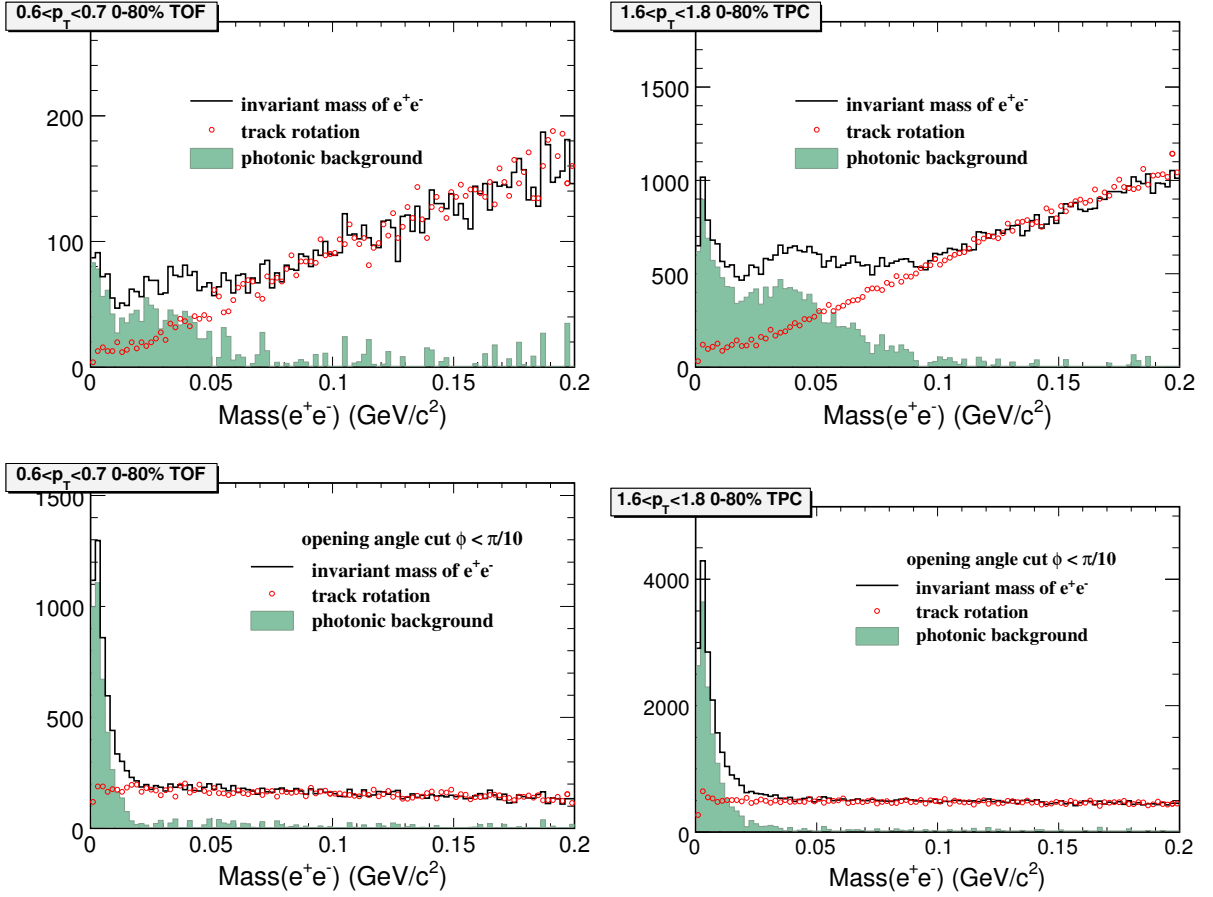 0.6<p_T<0.7 0-80% TOF
200
100
0
invariant mass of e⁺e⁻
track rotation
photonic background
0 0.05 0.1 0.15 0.2
Mass(e⁺e⁻) (GeV/c²)
1.6<p_T<1.8 0-80% TPC
1500
1000
500
0
invariant mass of e⁺e⁻
track rotation
photonic background
0 0.05 0.1 0.15 0.2
Mass(e⁺e⁻) (GeV/c²)
0.6<p_T<0.7 0-80% TOF
1500
1000
500
0
opening angle cut ϕ < π/10
invariant mass of e⁺e⁻
track rotation
photonic background
0 0.05 0.1 0.15 0.2
Mass(e⁺e⁻) (GeV/c²)
1.6<p_T<1.8 0-80% TPC
4000
2000
0
opening angle cut ϕ < π/10
invariant mass of e⁺e⁻
track rotation
photonic background
0 0.05 0.1 0.15 0.2
Mass(e⁺e⁻) (GeV/c²)